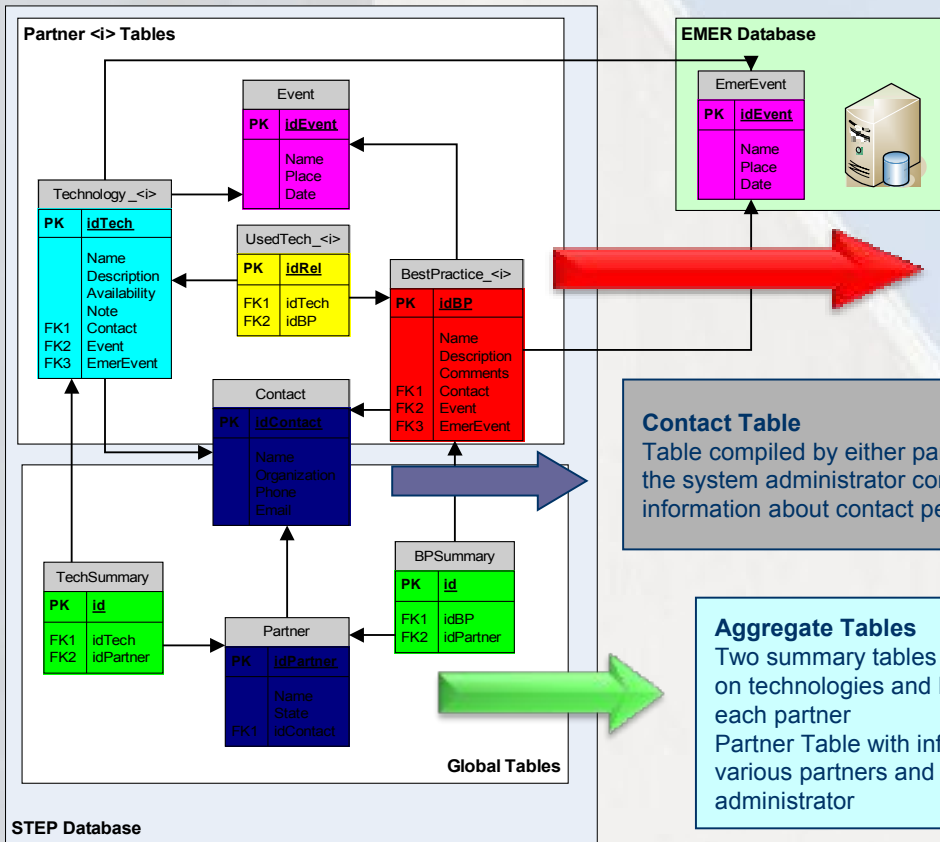 Partner <i> Tables
EMER Database
Event
PK idEvent
Name
Place
Date
EmerEvent
PK idEvent
Name
Place
Date
Technology_<i>
PK idTech
Name
Description
Availability
Note
FK1 Contact
FK2 Event
FK3 EmerEvent
UsedTech_<i>
PK idRel
FK1 idTech
FK2 idBP
BestPractice_<i>
PK idBP
Name
Description
Comments
FK1 Contact
FK2 Event
FK3 EmerEvent
Contact
PK idContact
Name
Organization
Phone
Email
Contact Table
Table compiled by either pa
the system administrator co
information about contact pe
TechSummary
PK id
FK1 idTech
FK2 idPartner
BPSummary
PK id
FK1 idBP
FK2 idPartner
Partner
PK idPartner
Name
State
FK1 idContact
Aggregate Tables
Two summary tables
on technologies and
each partner
Partner Table with inf
various partners and
administrator
Global Tables
STEP Database